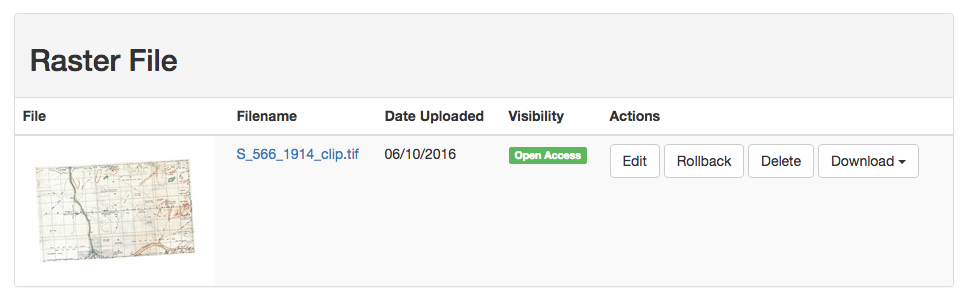 Raster File
File Filename Date Uploaded Visibility Actions
S_566_1914_clip.tif 06/10/2016 Open Access Edit Rollback Delete Download